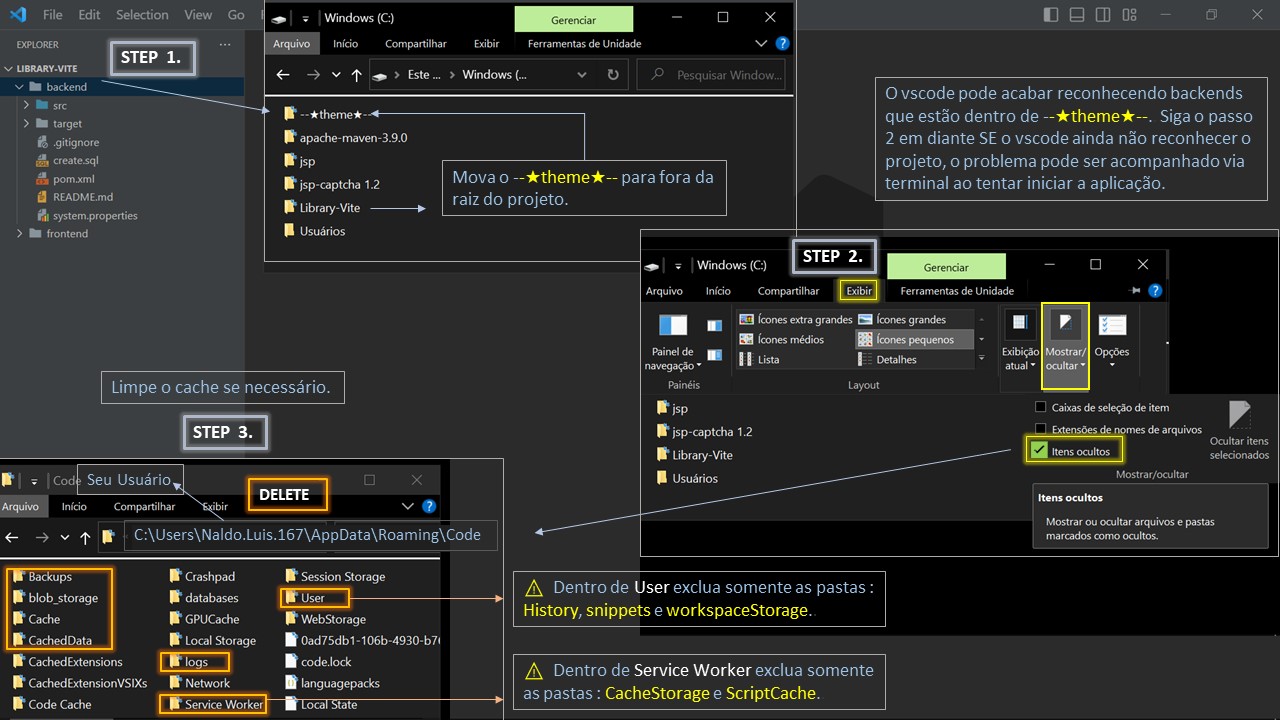 File Edit Selection View Go
EXPLORER
STEP 1.
LIBRARY-VITE
backend
src
target
.gitignore
create.sql
pom.xml
README.md
system.properties
frontend
Windows (C:)
Gerenciar
Arquivo Início Compartilhar Exibir Ferramentas de Unidade
Este ... Windows (... Pesquisar Window...
--★theme★--
apache-maven-3.9.0
jsp
jsp-captcha 1.2
Library-Vite
Usuários
Mova o --★theme★-- para fora da
raiz do projeto.
O vscode pode acabar reconhecendo backends
que estão dentro de --★theme★--. Siga o passo
2 em diante SE o vscode ainda não reconhecer o
projeto, o problema pode ser acompanhado via
terminal ao tentar iniciar a aplicação.
STEP 2.
Windows (C:)
Gerenciar
Arquivo Início Compartilhar Exibir Ferramentas de Unidade
Painel de
navegação
Painéis
Ícones extra grandes Ícones grandes
Ícones médios Ícones pequenos
Lista Detalhes
Layout
Exibição
atual
Mostrar/
ocultar
Opções
jsp
jsp-captcha 1.2
Library-Vite
Usuários
Caixas de seleção de item
Extensões de nomes de arquivos
Itens ocultos
Ocultar itens
selecionados
Mostrar/ocultar
Itens ocultos
Mostrar ou ocultar arquivos e pastas
marcados como ocultos.
Limpe o cache se necessário.
STEP 3.
Code
Seu Usuário
DELETE
Arquivo Início Compartilhar Exibir
C:\Users\Naldo.Luis.167\AppData\Roaming\Code
Backups Crashpad Session Storage
blob_storage databases User
Cache GPUCache WebStorage
CachedData Local Storage 0ad75db1-106b-4930-b76
CachedExtensions logs code.lock
CachedExtensionVSIXs Network languagepacks
Code Cache Service Worker Local State
⚠ Dentro de User exclua somente as pastas :
History, snippets e workspaceStorage.
⚠ Dentro de Service Worker exclua somente
as pastas : CacheStorage e ScriptCache.